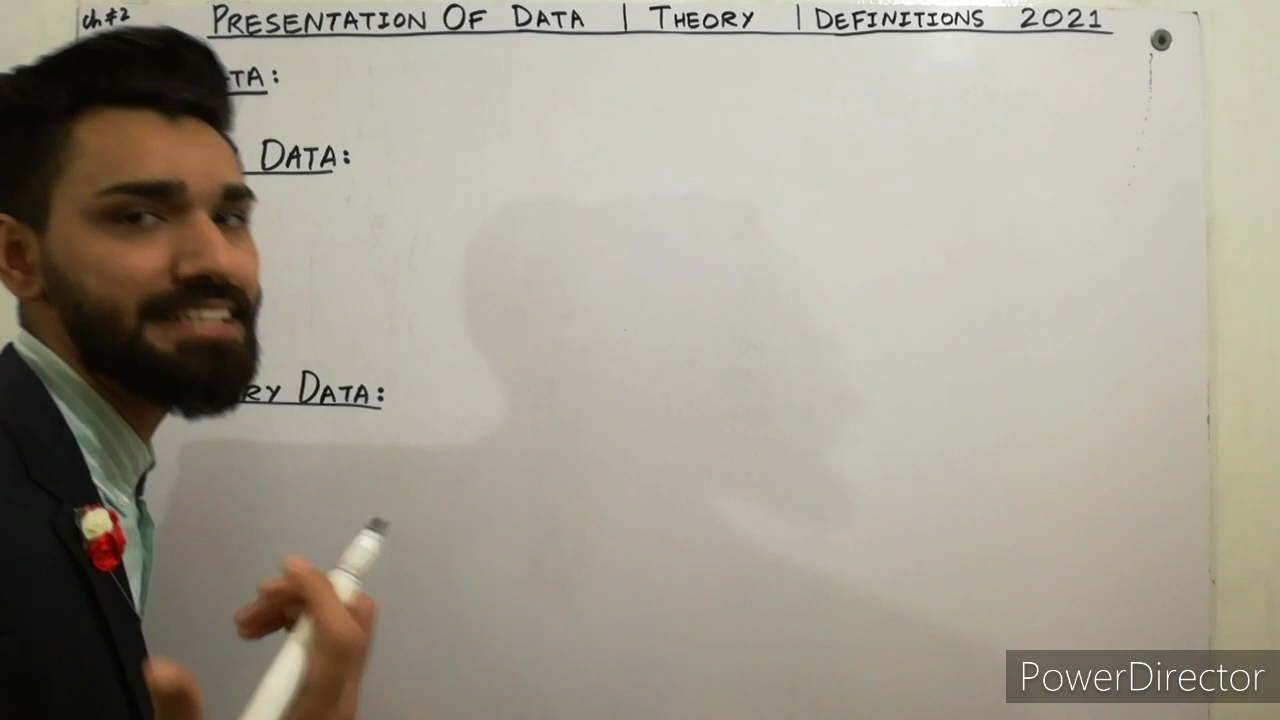 ch #2 PRESENTATION OF DATA | THEORY | DEFINITIONS 2021
TA:
DATA:
RY DATA:
PowerDirector